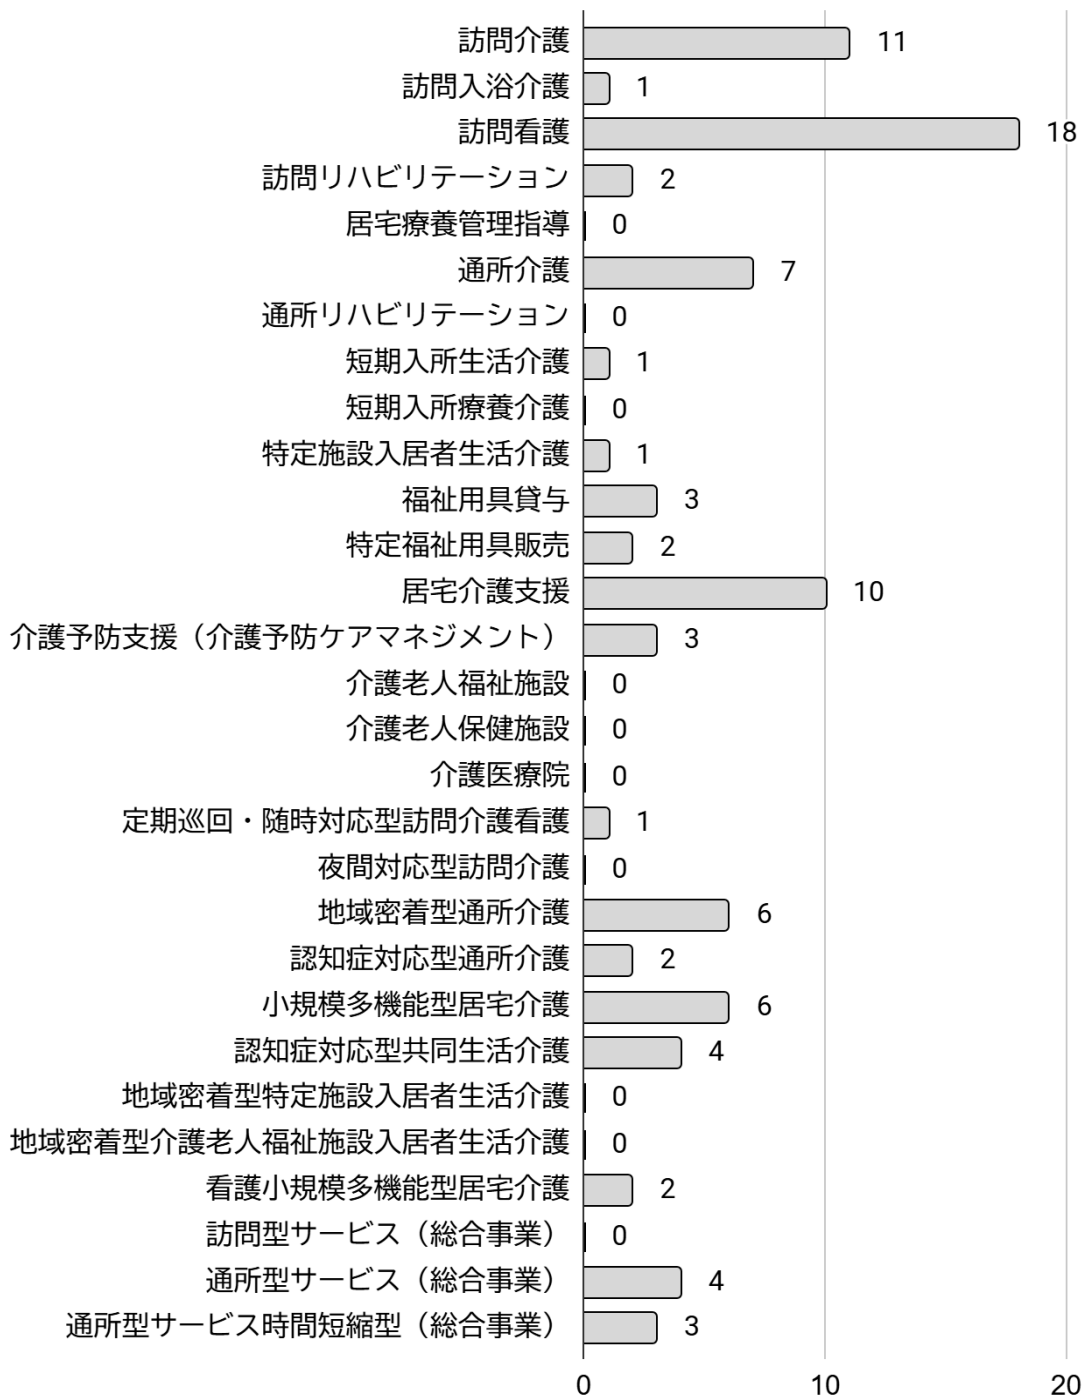 訪問介護 11
訪問入浴介護 1
訪問看護 18
訪問リハビリテーション 2
居宅療養管理指導 0
通所介護 7
通所リハビリテーション 0
短期入所生活介護 1
短期入所療養介護 0
特定施設入居者生活介護 1
福祉用具貸与 3
特定福祉用具販売 2
居宅介護支援 10
介護予防支援（介護予防ケアマネジメント） 3
介護老人福祉施設 0
介護老人保健施設 0
介護医療院 0
定期巡回・随時対応型訪問介護看護 1
夜間対応型訪問介護 0
地域密着型通所介護 6
認知症対応型通所介護 2
小規模多機能型居宅介護 6
認知症対応型共同生活介護 4
地域密着型特定施設入居者生活介護 0
地域密着型介護老人福祉施設入居者生活介護 0
看護小規模多機能型居宅介護 2
訪問型サービス（総合事業） 0
通所型サービス（総合事業） 4
通所型サービス時間短縮型（総合事業） 3
0 10 20